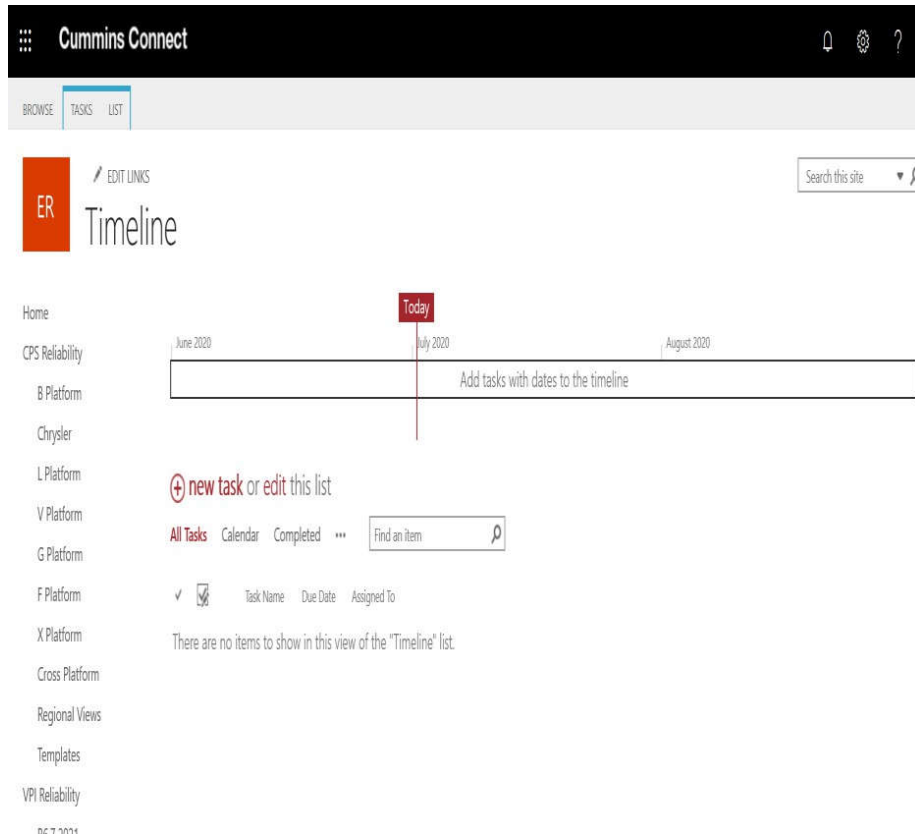 Cummins Connect
?
BROWSE TASKS LIST
EDIT LINKS
Search this site
ER
Timeline
Today
Home
June 2020 July 2020 August 2020
CPS Reliability
Add tasks with dates to the timeline
B Platform
Chrysler
L Platform
new task or edit this list
V Platform
All Tasks Calendar Completed ••• Find an item
G Platform
F Platform
Task Name Due Date Assigned To
X Platform
There are no items to show in this view of the "Timeline" list.
Cross Platform
Regional Views
Templates
VPI Reliability